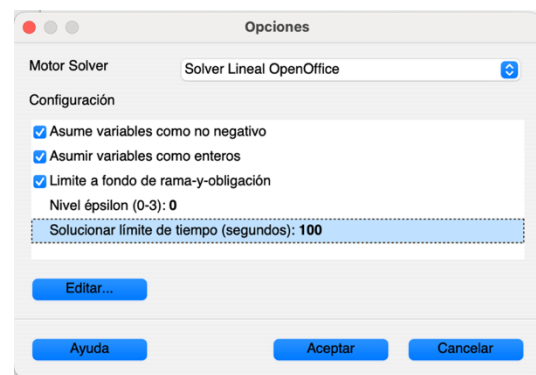 Opciones
Motor Solver
Solver Lineal OpenOffice
Configuración
Asume variables como no negativo
Asumir variables como enteros
Limite a fondo de rama-y-obligación
Nivel épsilon (0-3): 0
Solucionar límite de tiempo (segundos): 100
Editar...
Ayuda
Aceptar
Cancelar